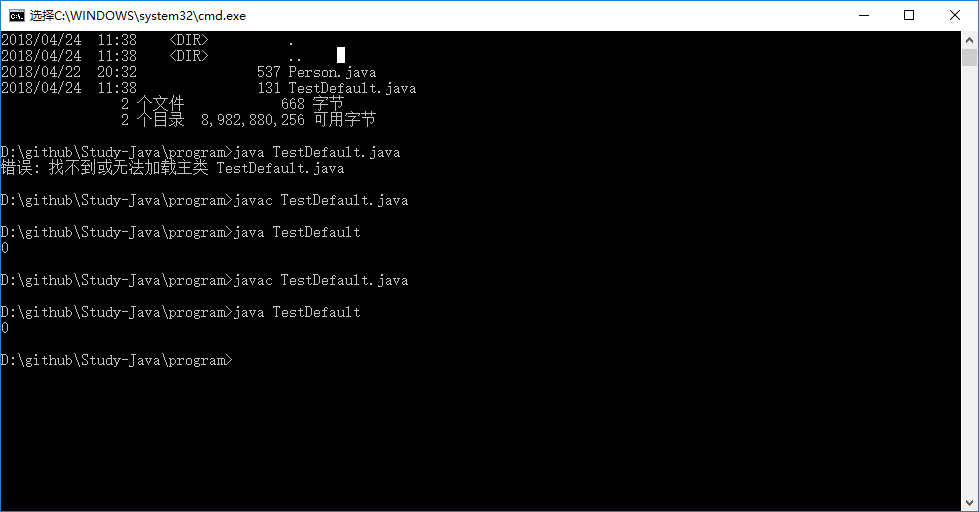 选择C:\WINDOWS\system32\cmd.exe
2018/04/24  11:38    <DIR>          .
2018/04/24  11:38    <DIR>          ..
2018/04/22  20:32               537 Person.java
2018/04/24  11:38               131 TestDefault.java
               2 个文件            668 字节
               2 个目录  8,982,880,256 可用字节
D:\github\Study-Java\program>java TestDefault.java
错误: 找不到或无法加载主类 TestDefault.java
D:\github\Study-Java\program>javac TestDefault.java
D:\github\Study-Java\program>java TestDefault
0
D:\github\Study-Java\program>javac TestDefault.java
D:\github\Study-Java\program>java TestDefault
0
D:\github\Study-Java\program>